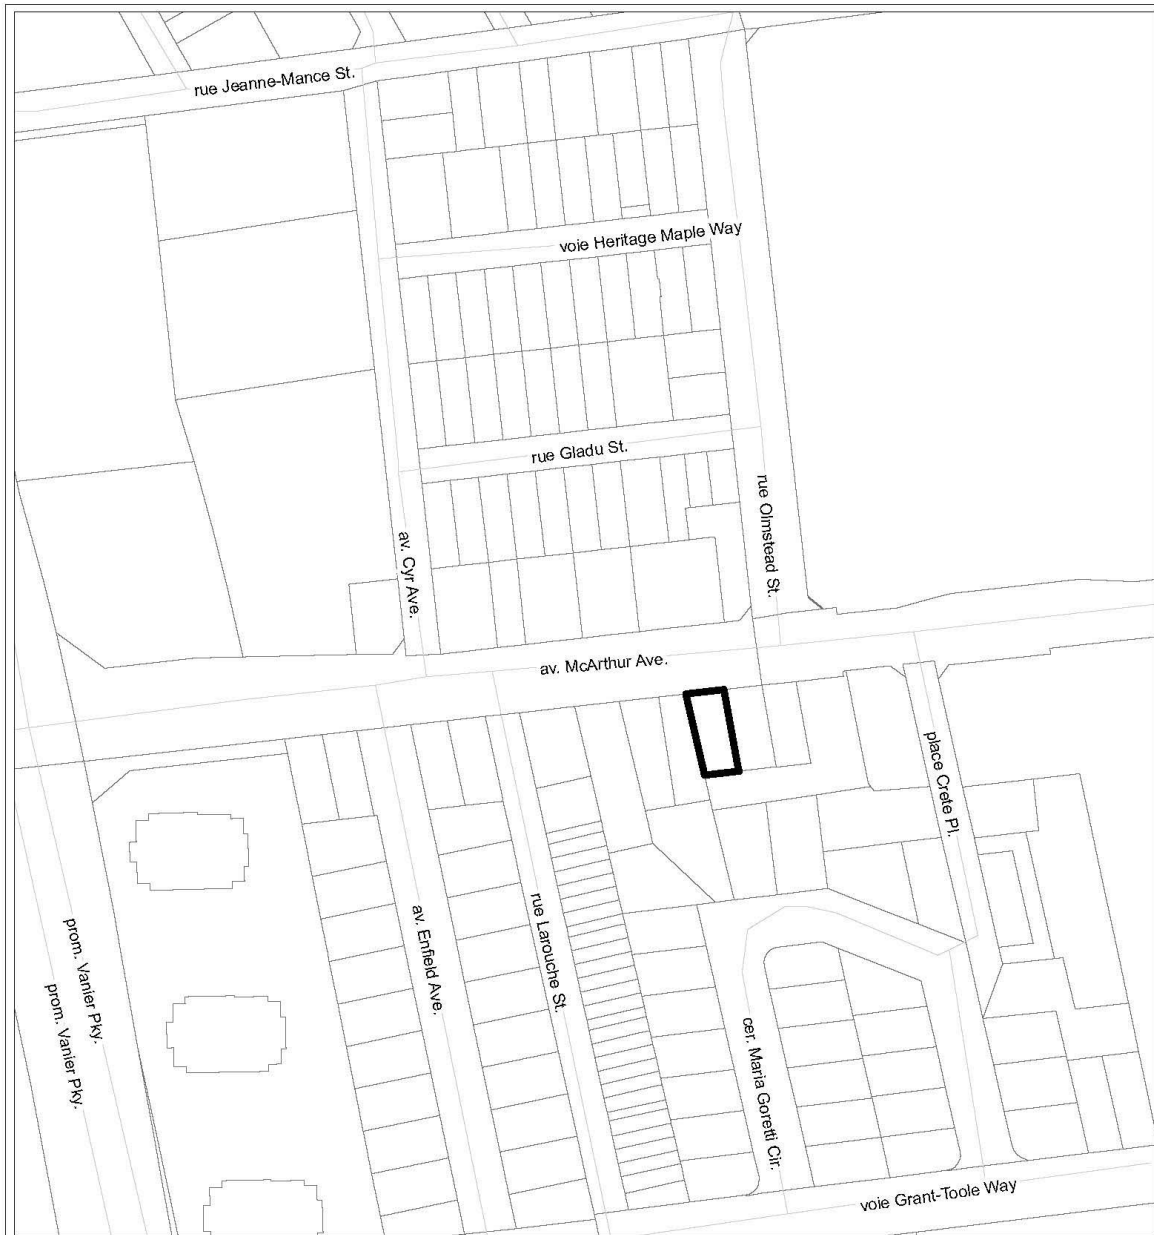 rue Jeanne-Mance St.
voie Heritage Maple Way
rue Gladu St.
rue Olmstead St.
av. Cyr Ave.
av. McArthur Ave.
place Crete Pl.
rue Larouche St.
av. Enfield Ave.
prom. Vanier Pky.
prom. Vanier Pky.
cer. Maria Goretti Cir.
voie Grant-Toole Way